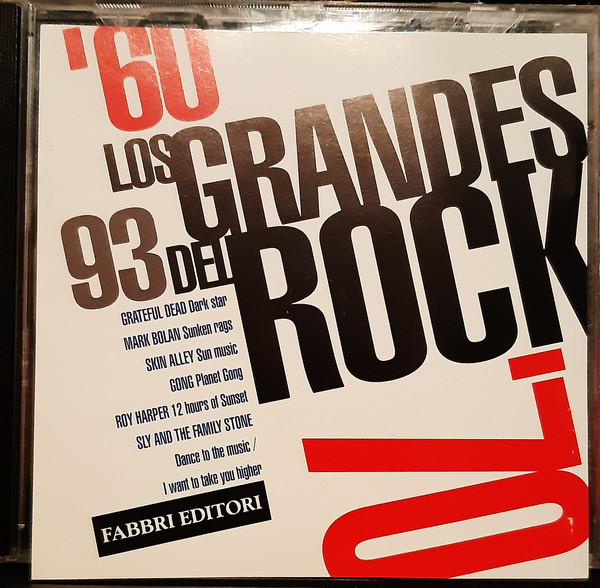 '60
LOS GRANDES
93 DEL ROCK
GRATEFUL DEAD Dark star
MARK BOLAN Sunken rags
SKIN ALLEY Sun music
GONG Planet Gong
ROY HARPER 12 hours of Sunset
SLY AND THE FAMILY STONE
Dance to the music /
I want to take you higher
FABBRI EDITORI
'70